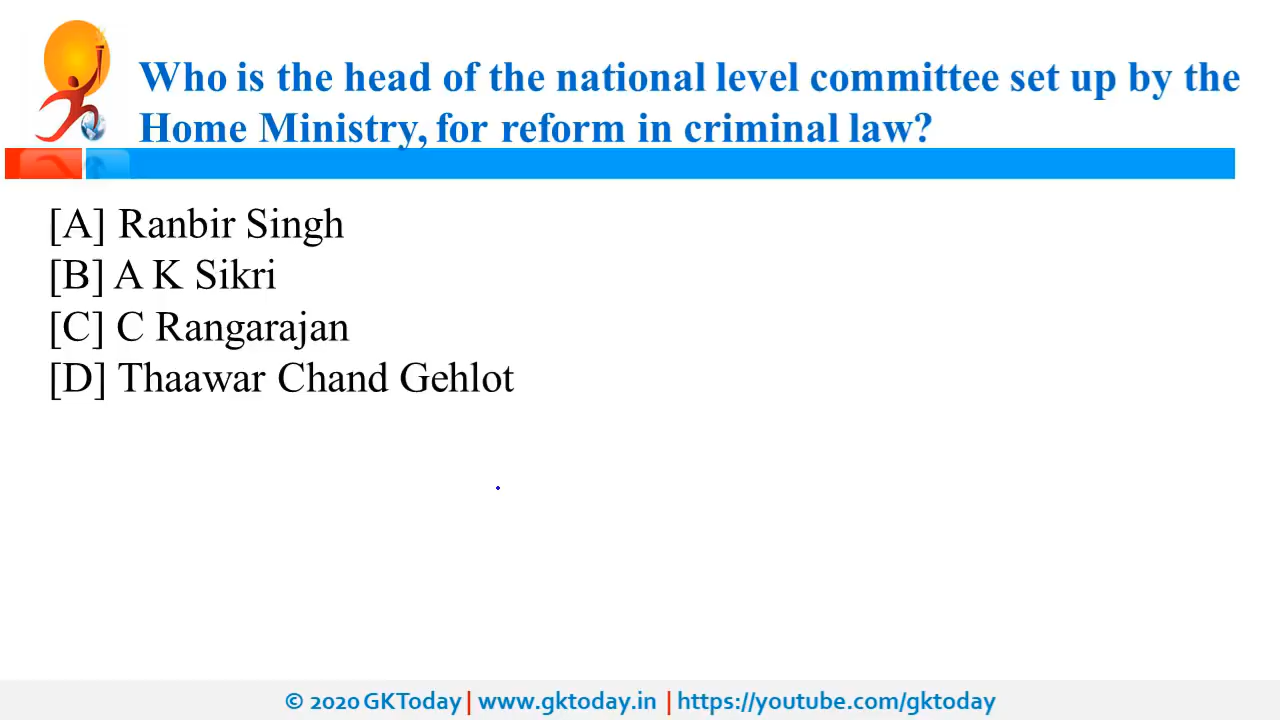 Who is the head of the national level committee set up by the
Home Ministry, for reform in criminal law?
[A] Ranbir Singh
[B] A K Sikri
[C] C Rangarajan
[D] Thaawar Chand Gehlot
© 2020 GKToday | www.gktoday.in | https://youtube.com/gktoday